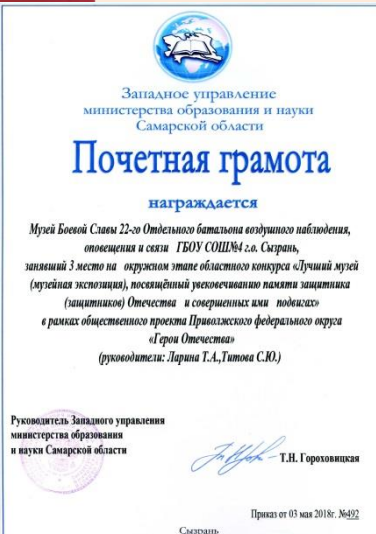 Западное управление
министерства образования и науки
Самарской области
Почетная грамота
награждается
Музей Боевой Славы 22-го Отдельного батальона воздушного наблюдения,
оповещения и связи ГБОУ СОШ№4 г.о. Сызрань,
занявший 3 место на окружном этапе областного конкурса «Лучший музей
(музейная экспозиция), посвящённый увековечиванию памяти защитника
(защитников) Отечества и совершенных ими подвигах»
в рамках общественного проекта Приволжского федерального округа
«Герои Отечества»
(руководители: Ларина Т.А.,Титова С.Ю.)
Руководитель Западного управления
министерства образования
и науки Самарской области
Т.Н. Гороховицкая
Приказ от 03 мая 2018г. №492
Сызрань